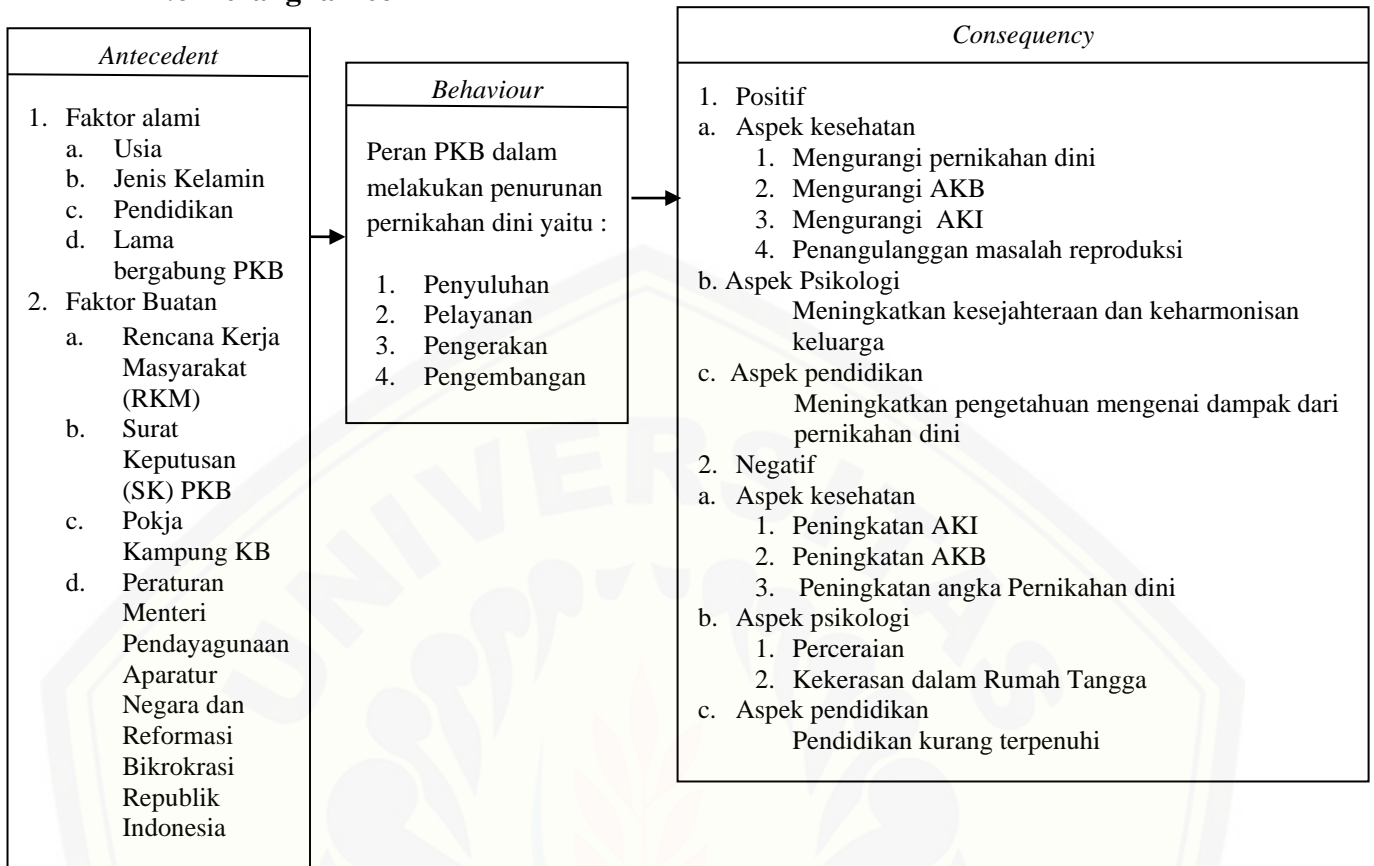 Antecedent
1. Faktor alami
a. Usia
b. Jenis Kelamin
c. Pendidikan
d. Lama
bergabung PKB
2. Faktor Buatan
a. Rencana Kerja
Masyarakat
(RKM)
b. Surat
Keputusan
(SK) PKB
c. Pokja
Kampung KB
d. Peraturan
Menteri
Pendayagunaan
Aparatur
Negara dan
Reformasi
Bikrokrasi
Republik
Indonesia
Behaviour
Peran PKB dalam
melakukan penurunan
pernikahan dini yaitu :
1. Penyuluhan
2. Pelayanan
3. Pengerakan
4. Pengembangan
Consequency
1. Positif
a. Aspek kesehatan
1. Mengurangi pernikahan dini
2. Mengurangi AKB
3. Mengurangi AKI
4. Penangulanggan masalah reproduksi
b. Aspek Psikologi
Meningkatkan kesejahteraan dan keharmonisan
keluarga
c. Aspek pendidikan
Meningkatkan pengetahuan mengenai dampak dari
pernikahan dini
2. Negatif
a. Aspek kesehatan
1. Peningkatan AKI
2. Peningkatan AKB
3. Peningkatan angka Pernikahan dini
b. Aspek psikologi
1. Perceraian
2. Kekerasan dalam Rumah Tangga
c. Aspek pendidikan
Pendidikan kurang terpenuhi
UNIVERSITAS